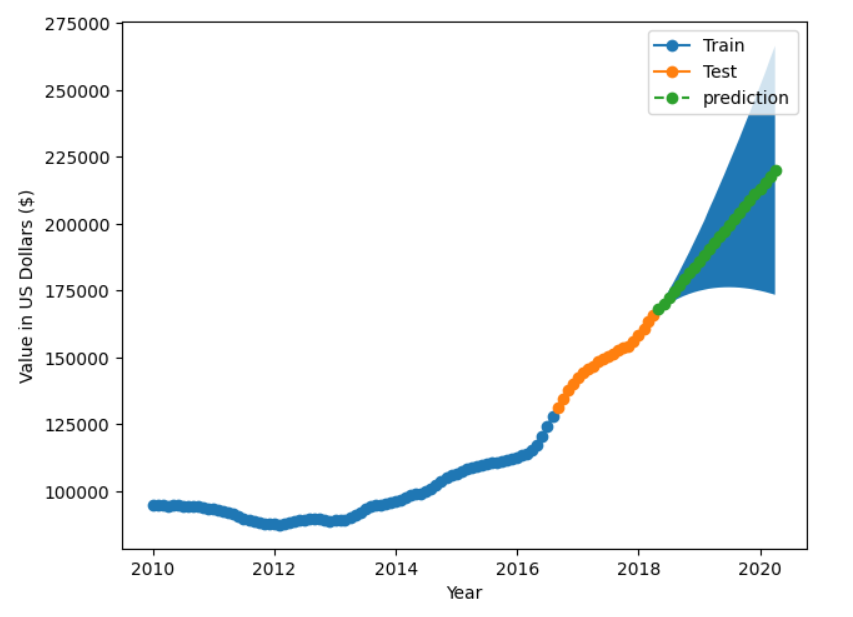 275000
250000
225000
200000
175000
150000
125000
100000
Value in US Dollars ($)
Train
Test
prediction
2010 2012 2014 2016 2018 2020
Year